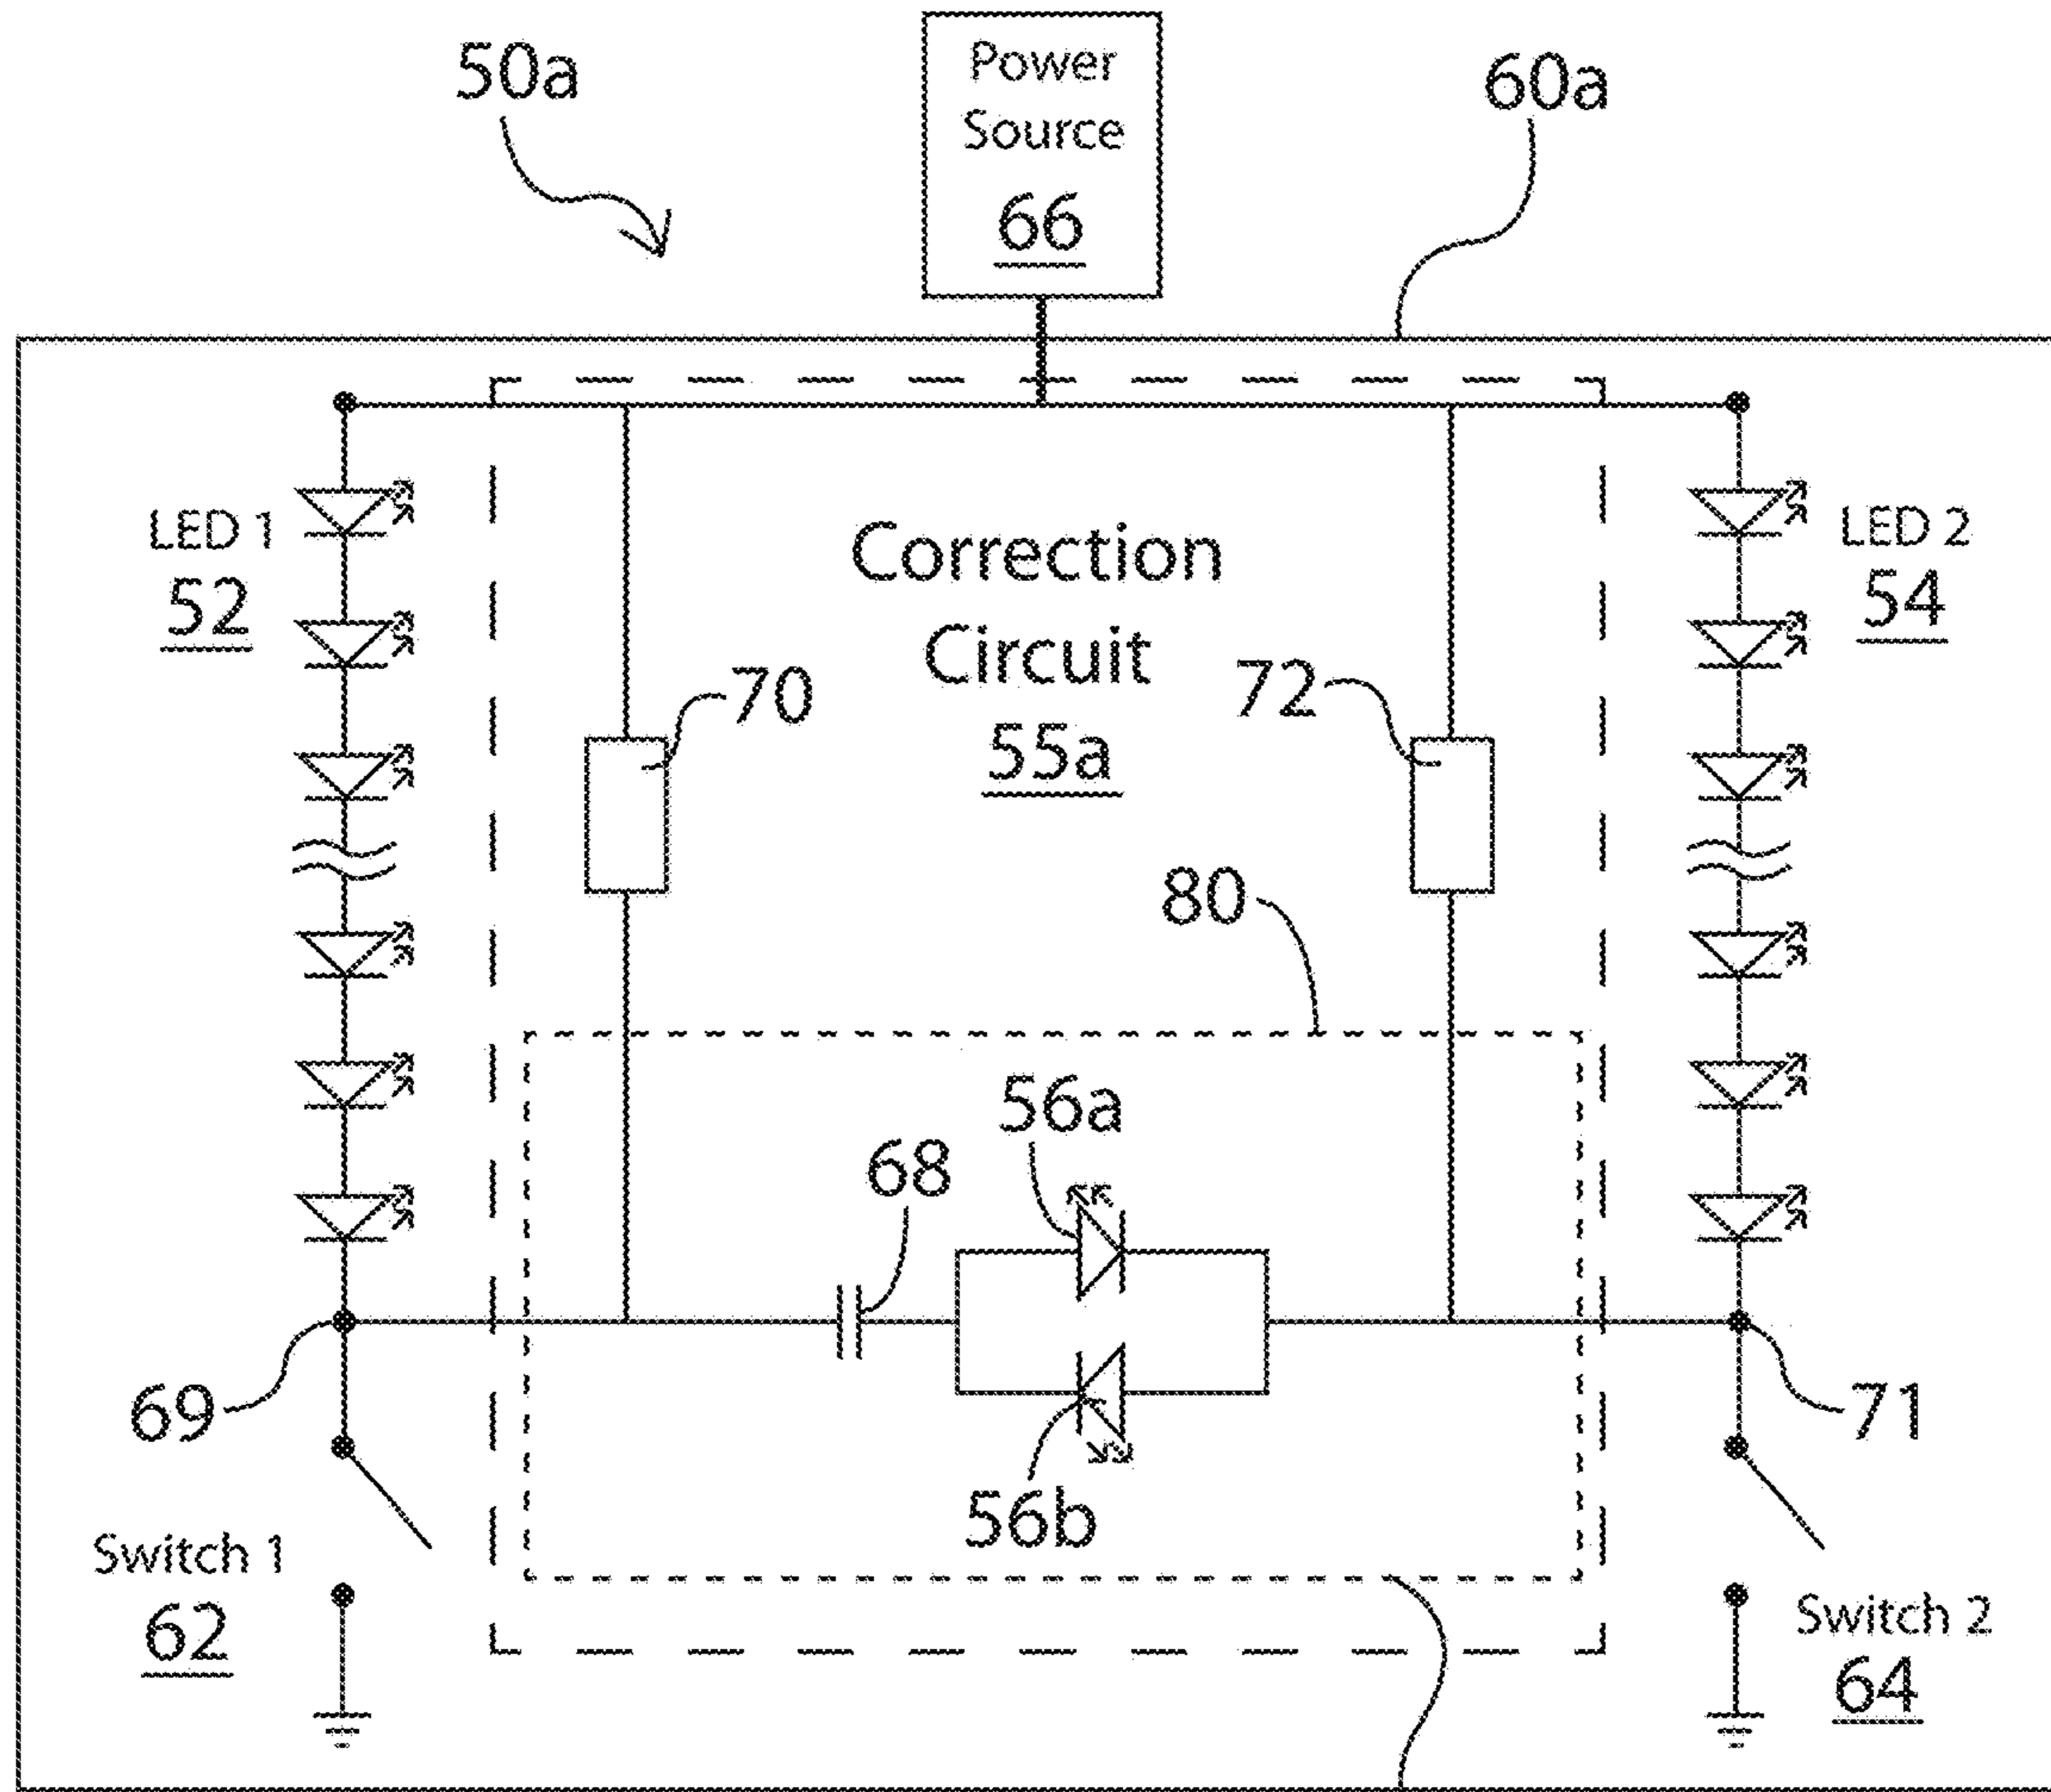 50a
Power
Source
66
60a
LED 1
52
Correction
Circuit
55a
LED 2
54
70
72
80
56a
68
69
71
56b
Switch 1
62
Switch 2
64